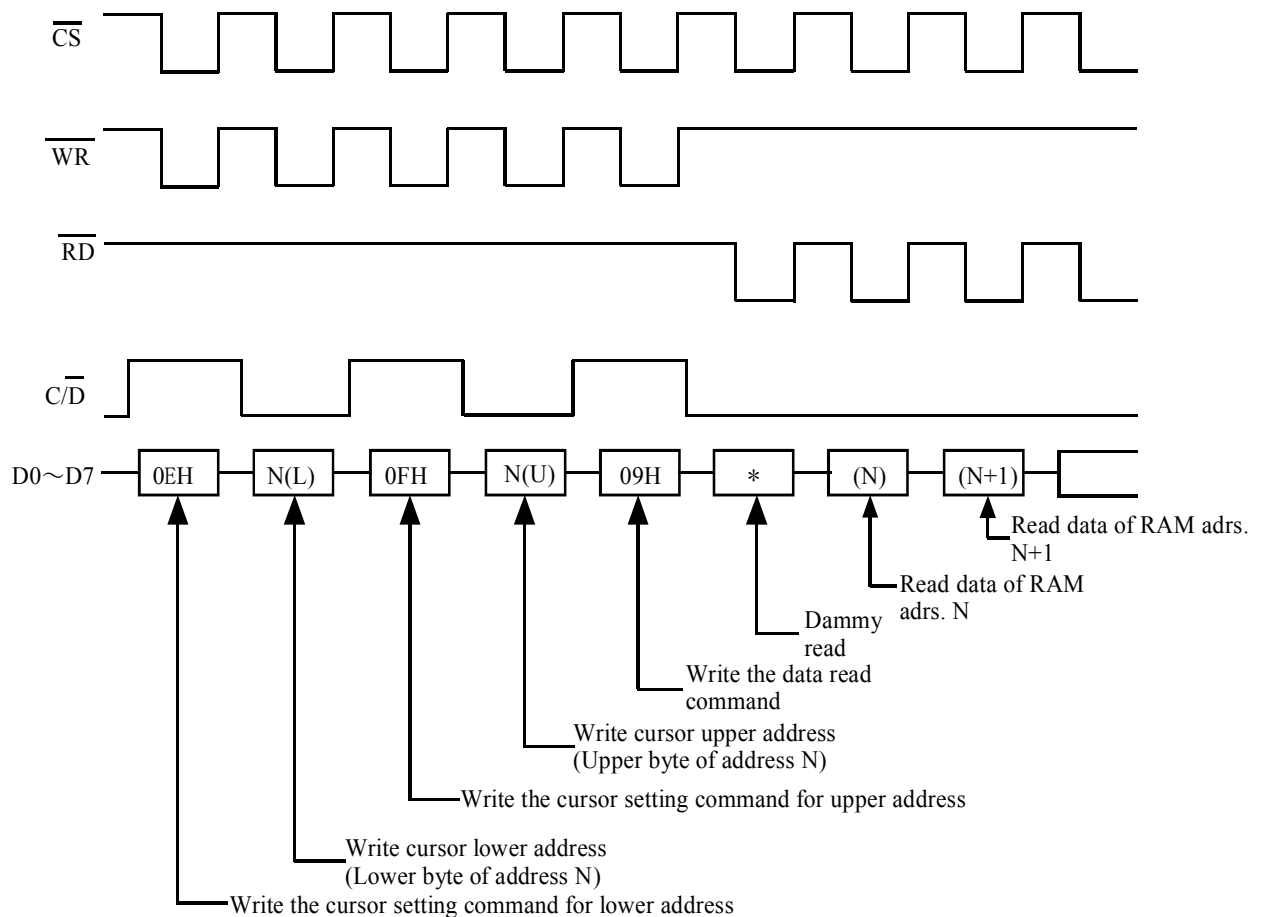 CS
WR
RD
C/D
D0～D7 0EH N(L) 0FH N(U) 09H * (N) (N+1)
Read data of RAM adrs.
N+1
Read data of RAM
adrs. N
Dammy
read
Write the data read
command
Write cursor upper address
(Upper byte of address N)
Write the cursor setting command for upper address
Write cursor lower address
(Lower byte of address N)
Write the cursor setting command for lower address